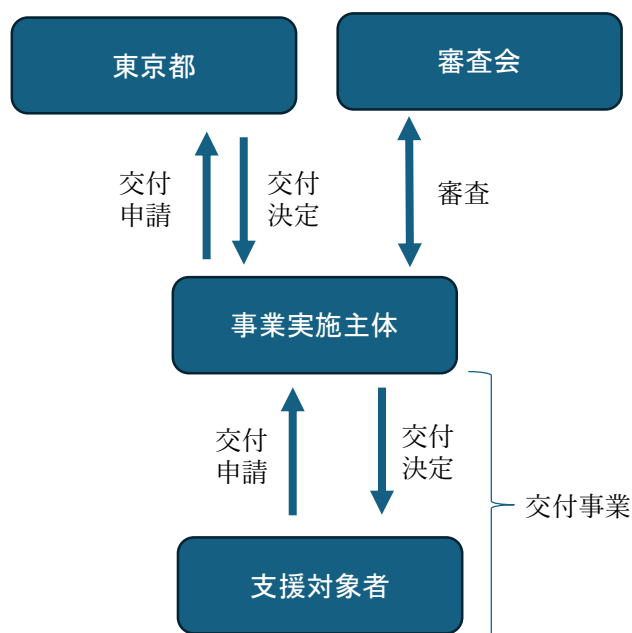 東京都
審査会
交付
申請
交付
決定
審査
事業実施主体
交付
申請
交付
決定
交付事業
支援対象者